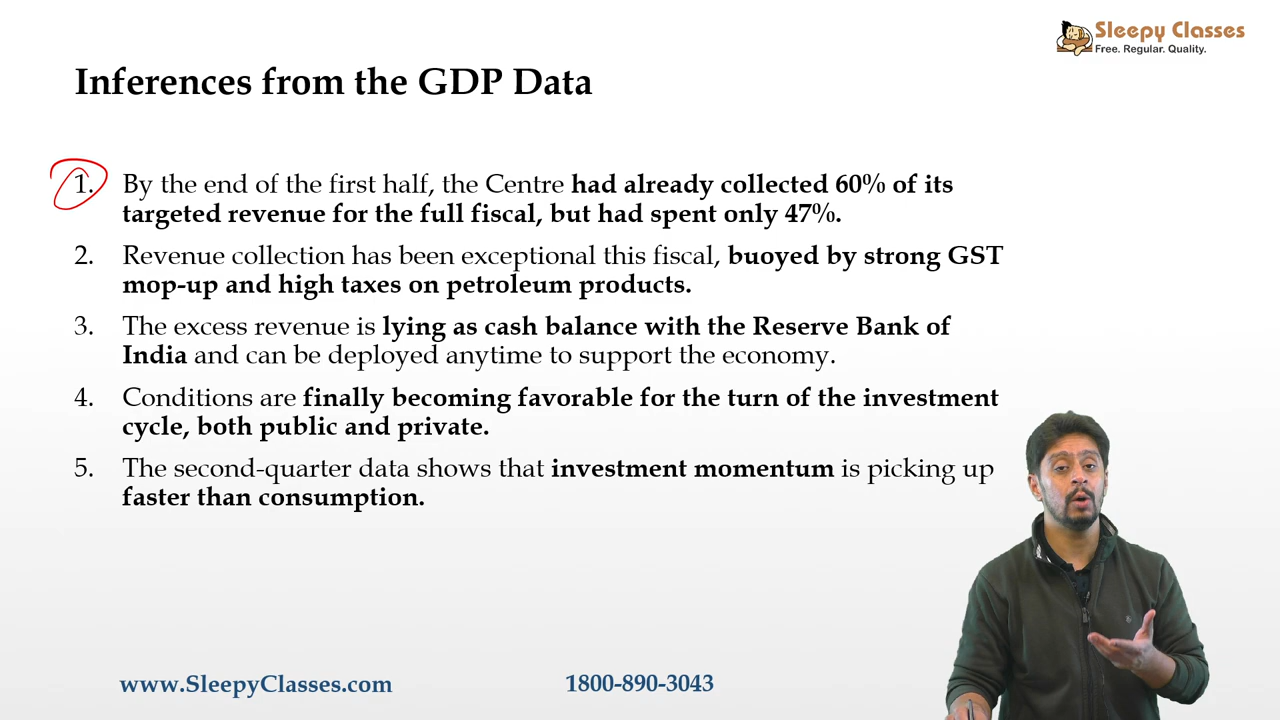 Sleepy Classes
Free. Regular. Quality.
Inferences from the GDP Data
1. By the end of the first half, the Centre had already collected 60% of its
targeted revenue for the full fiscal, but had spent only 47%.
2. Revenue collection has been exceptional this fiscal, buoyed by strong GST
mop-up and high taxes on petroleum products.
3. The excess revenue is lying as cash balance with the Reserve Bank of
India and can be deployed anytime to support the economy.
4. Conditions are finally becoming favorable for the turn of the investment
cycle, both public and private.
5. The second-quarter data shows that investment momentum is picking up
faster than consumption.
www.SleepyClasses.com
1800-890-3043